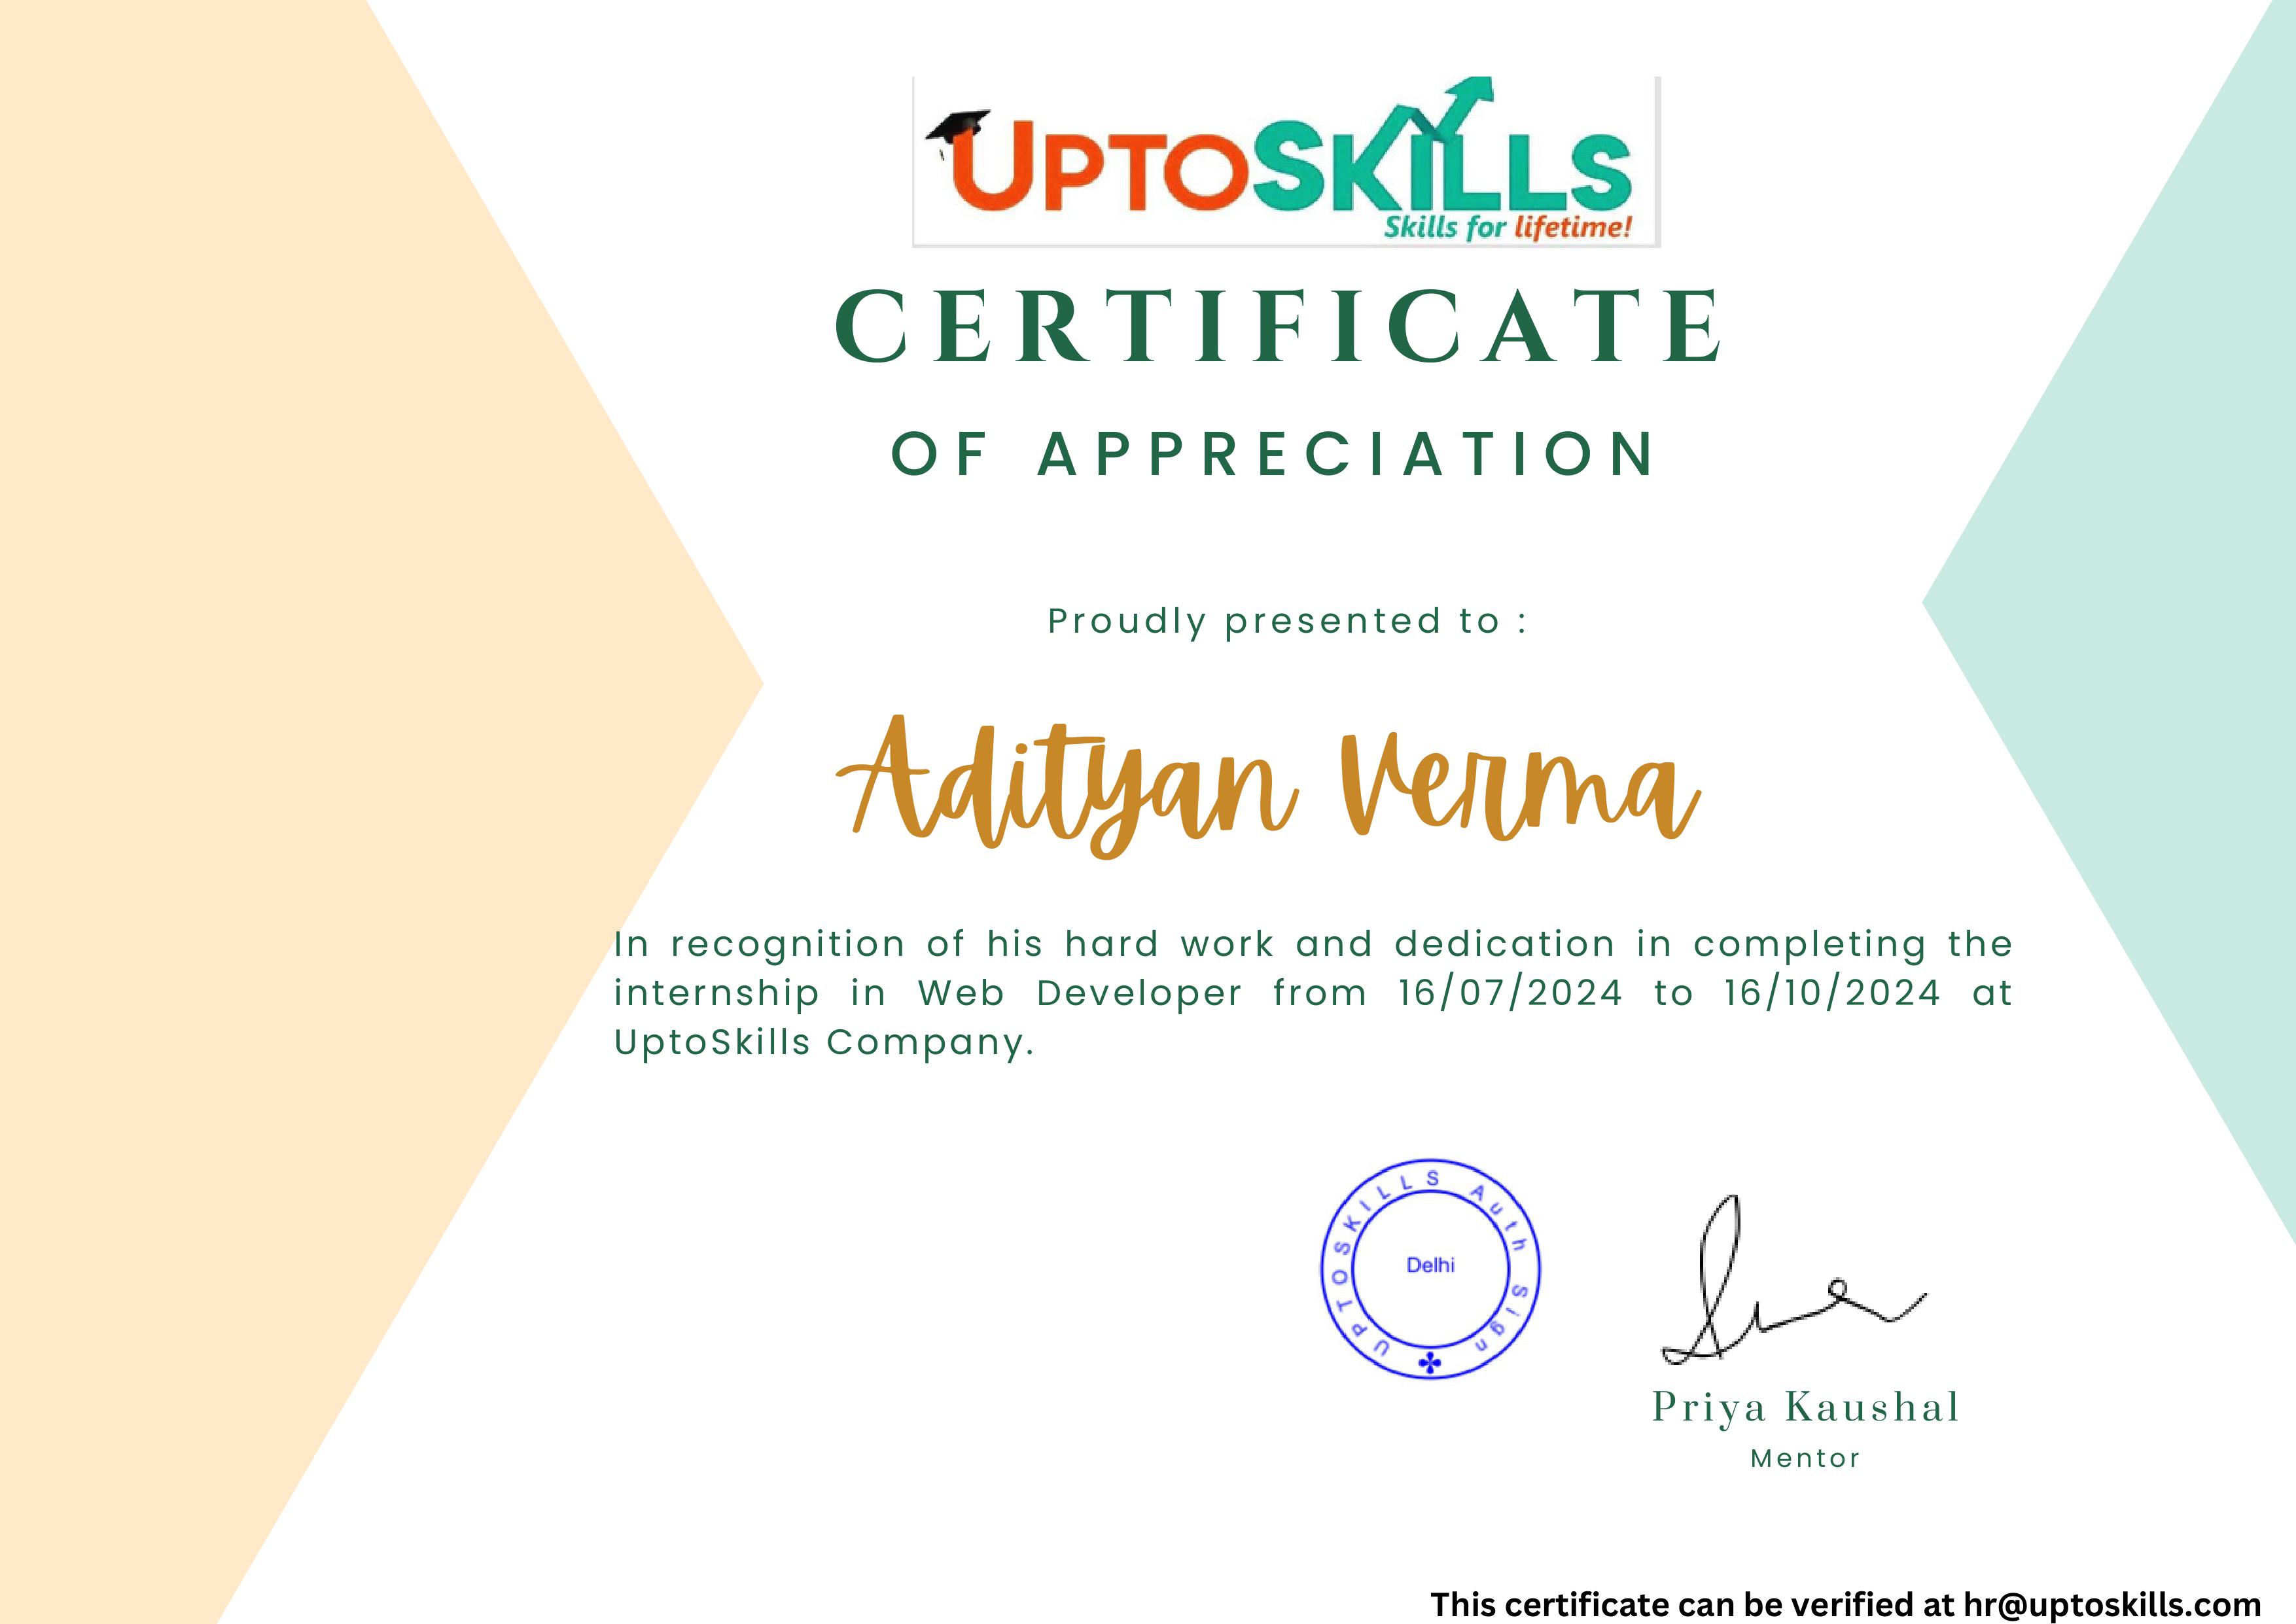 UPTOSKILLS
Skills for lifetime!
CERTIFICATE
OF APPRECIATION
Proudly presented to :
Adityan Verma
In recognition of his hard work and dedication in completing the
internship in Web Developer from 16/07/2024 to 16/10/2024 at
UptoSkills Company.
UPTOSKILLS Auth Sign
Delhi
Priya Kaushal
Mentor
This certificate can be verified at hr@uptoskills.com